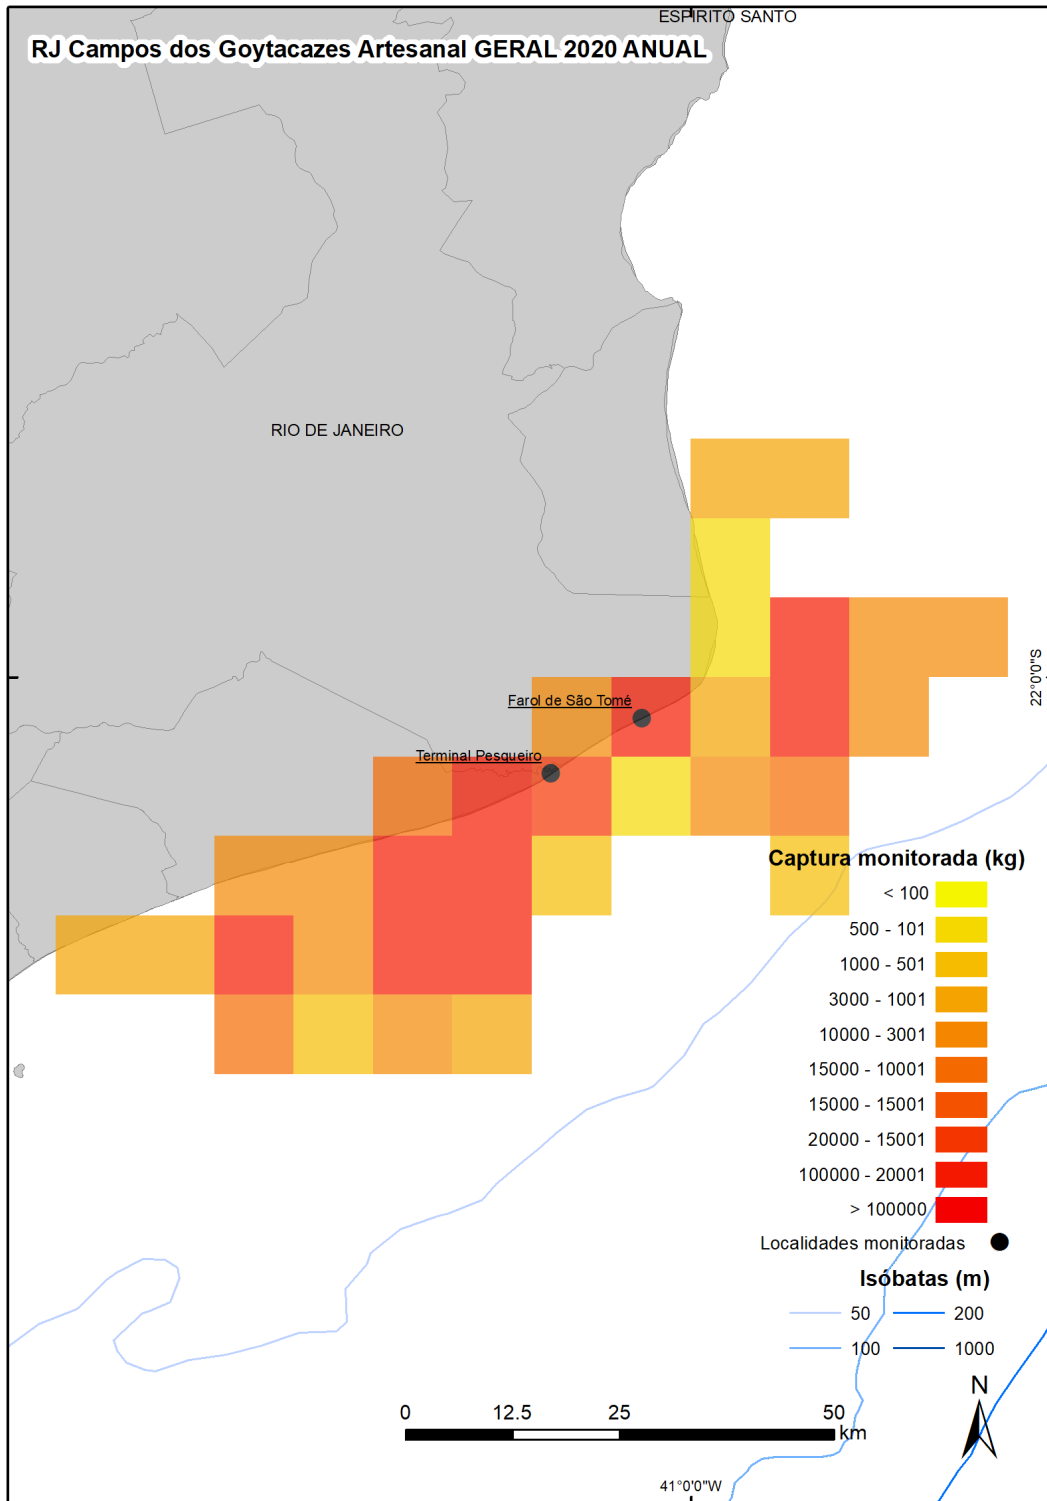 ESPÍRITO SANTO
RJ Campos dos Goytacazes Artesanal GERAL 2020 ANUAL
RIO DE JANEIRO
22°0'0"S
Farol de São Tomé
Terminal Pesqueiro
Captura monitorada (kg)
< 100
500 - 101
1000 - 501
3000 - 1001
10000 - 3001
15000 - 10001
15000 - 15001
20000 - 15001
100000 - 20001
> 100000
Localidades monitoradas
Isóbatas (m)
50 200
100 1000
N
0 12.5 25 50
km
41°0'0"W